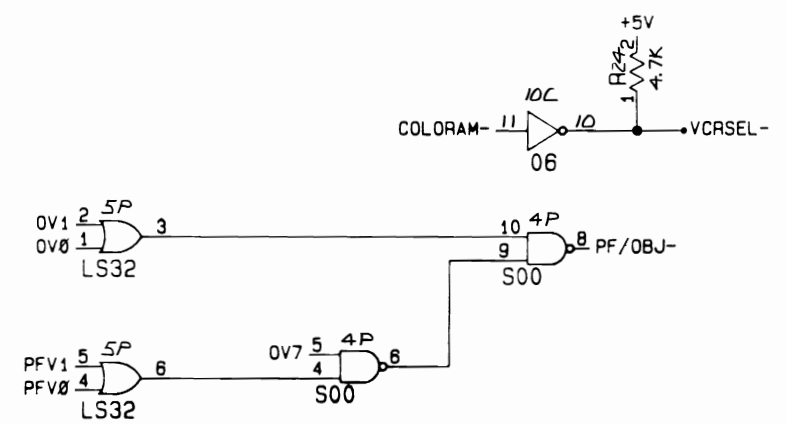 +5V
R24
2
4.7K
1
10C
COLORAM- 11 10 VCRSEL-
06
5P
OV1 2 3
OVØ 1
LS32
4P
10 8 PF/OBJ-
9
S00
5P
PFV1 5 6
PFVØ 4
LS32
4P
OV7 5 6
4
S00